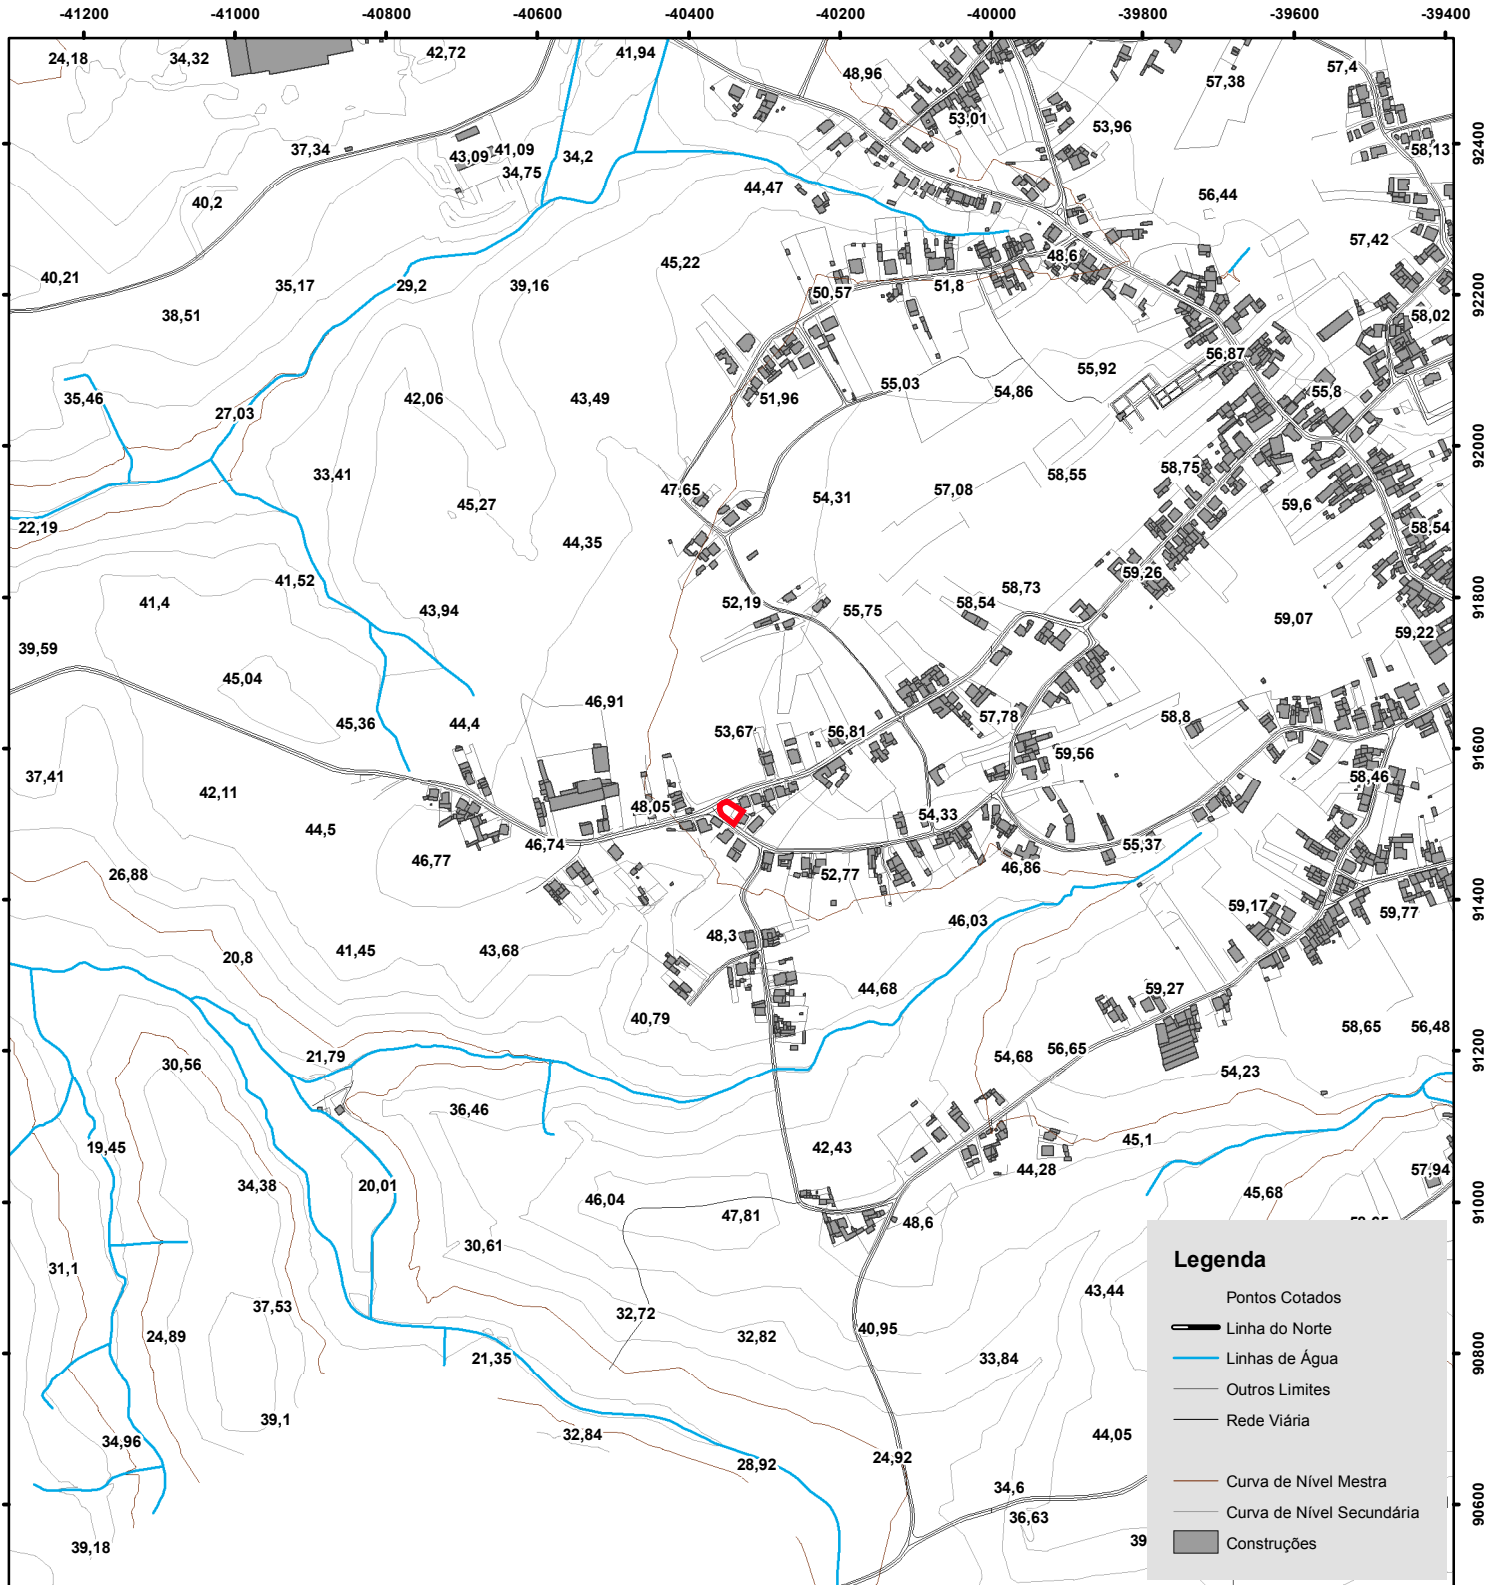 -41200 -41000 -40800 -40600 -40400 -40200 -40000 -39800 -39600 -39400
24,18 34,32 42,72 41,94 48,96 57,38 57,4
53,01 53,96
92400
37,34 43,09 41,09 34,2 58,13
34,75
40,2 44,47 56,44
57,42
40,21 35,17 29,2 39,16 45,22 48,6
50,57 51,8
92200
38,51 58,02
56,87
35,46 27,03 42,06 43,49 51,96 55,03 54,86 55,92 55,8
92000
33,41 45,27 47,65 54,31 57,08 58,55 58,75 59,6
22,19 44,35 58,54
41,4 41,52 43,94 52,19 55,75 58,54 58,73 59,26
91800
39,59 59,07 59,22
45,04 45,36 44,4 46,91 53,67 56,81 57,78 58,8
91600
37,41 42,11 59,56 58,46
44,5 46,74 48,05 54,33 55,37
46,77 52,77 46,86
26,88
91400
20,8 41,45 43,68 48,3 46,03 59,17 59,77
44,68 59,27
40,79 58,65 56,48
91200
30,56 21,79 54,68 56,65 54,23
36,46
19,45 42,43 44,28 45,1
34,38 20,01 46,04 47,81 48,6 45,68 57,94
91000
30,61
31,1 43,44
37,53 32,72
24,89 32,82 40,95
90800
21,35 33,84
39,1
34,96 32,84 44,05
28,92 24,92
34,6
90600
36,63
39,18 39
Legenda
Pontos Cotados
Linha do Norte
Linhas de Água
Outros Limites
Rede Viária
Curva de Nível Mestra
Curva de Nível Secundária
Construções